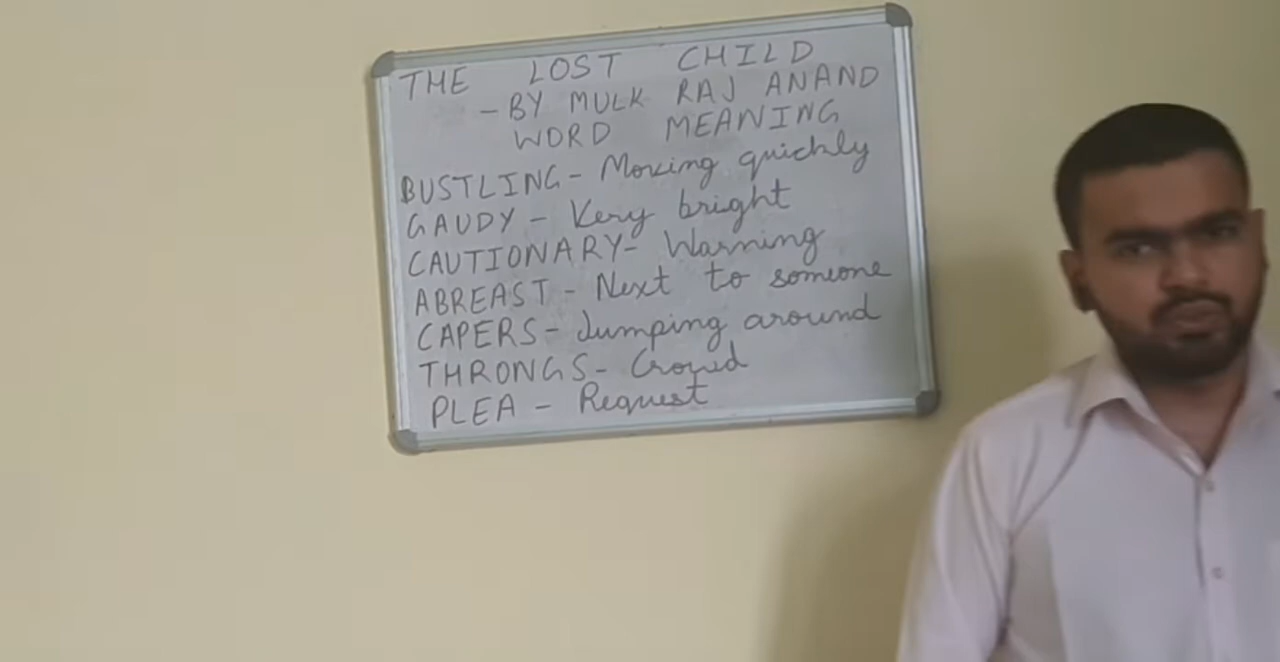 THE LOST CHILD
- BY MULK RAJ ANAND
WORD MEANING
BUSTLING - Moving quickly
GAUDY - Very bright
CAUTIONARY - Warning
ABREAST - Next to someone
CAPERS - Jumping around
THRONGS - Crowd
PLEA - Request